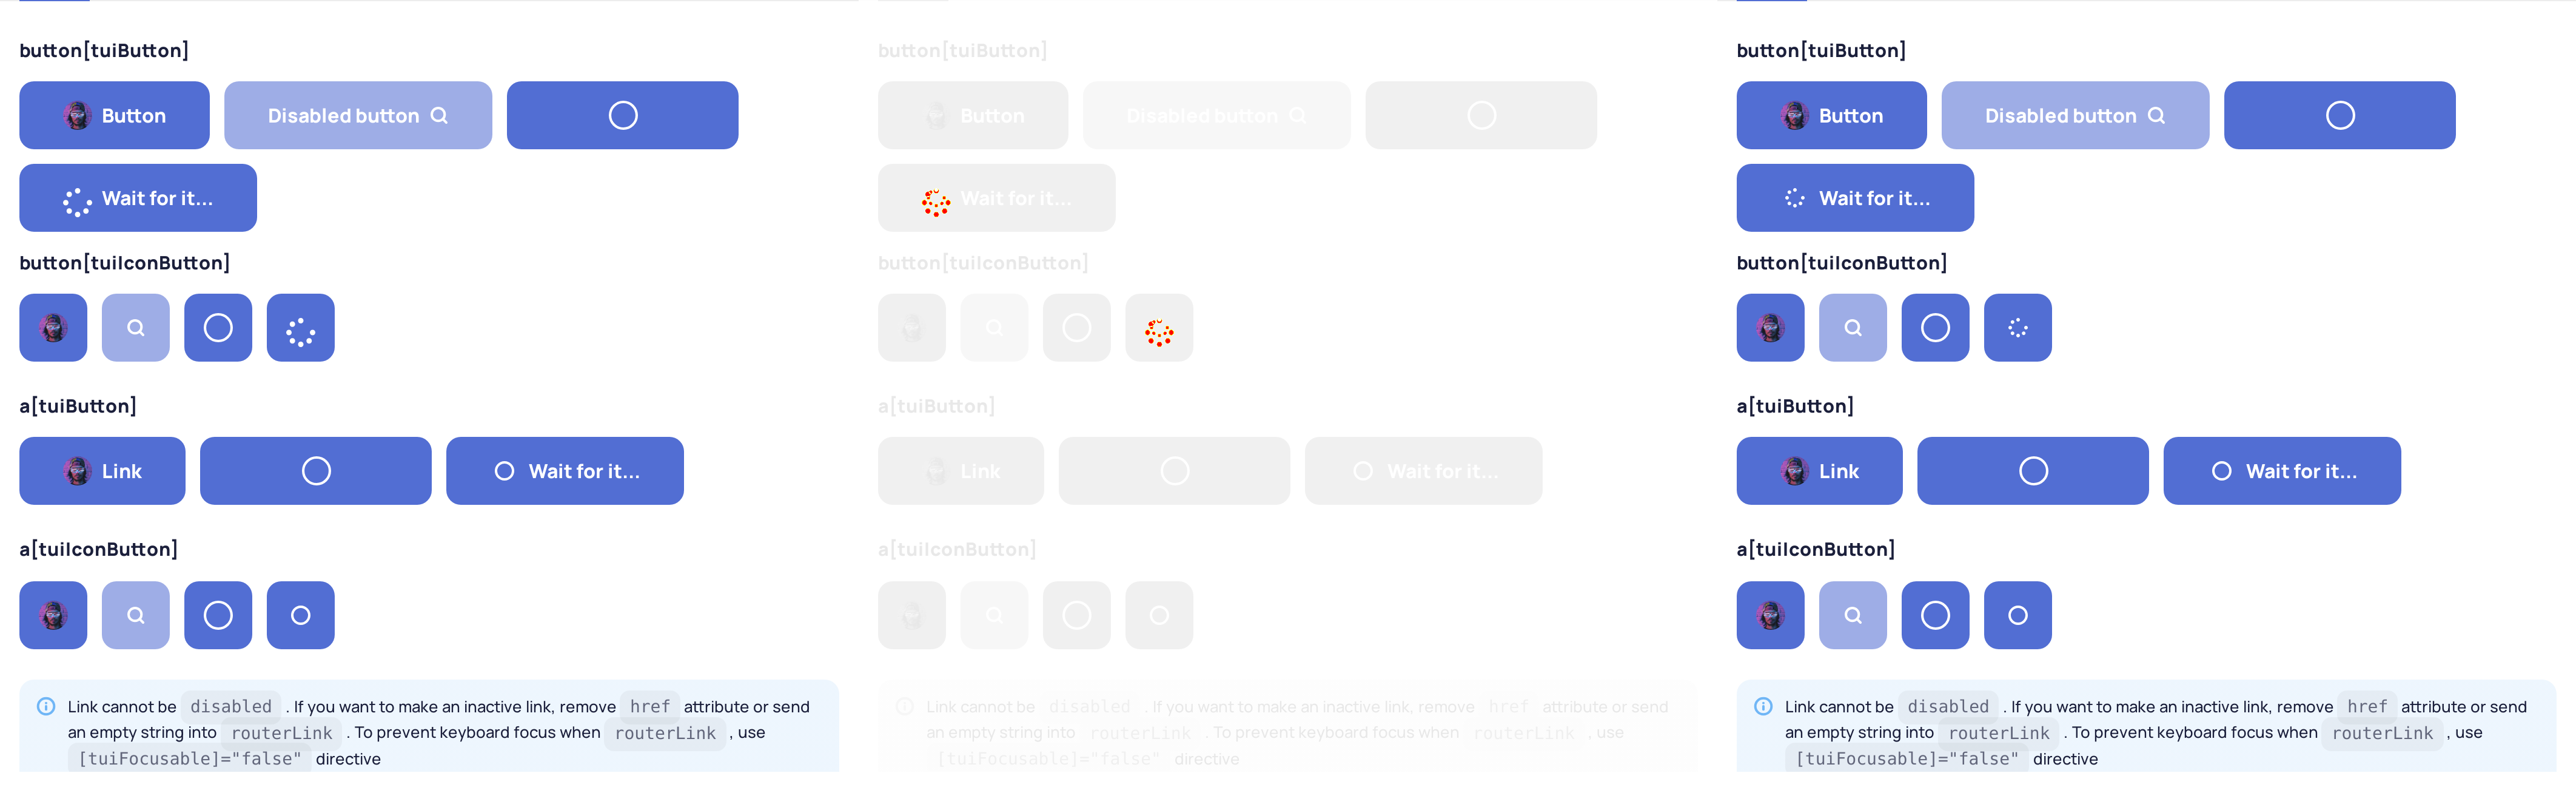 button[tuiButton]
Button
Disabled button
Wait for it...
button[tuiIconButton]
a[tuiButton]
Link
Wait for it...
a[tuiIconButton]
Link cannot be disabled . If you want to make an inactive link, remove href attribute or send
an empty string into routerLink . To prevent keyboard focus when routerLink , use
[tuiFocusable]="false" directive
button[tuiButton]
Button
Disabled button
Wait for it...
button[tuiIconButton]
a[tuiButton]
Link
Wait for it...
a[tuiIconButton]
Link cannot be disabled . If you want to make an inactive link, remove href attribute or send
an empty string into routerLink . To prevent keyboard focus when routerLink , use
[tuiFocusable]="false" directive
button[tuiButton]
Button
Disabled button
Wait for it...
button[tuiIconButton]
a[tuiButton]
Link
Wait for it...
a[tuiIconButton]
Link cannot be disabled . If you want to make an inactive link, remove href attribute or send
an empty string into routerLink . To prevent keyboard focus when routerLink , use
[tuiFocusable]="false" directive